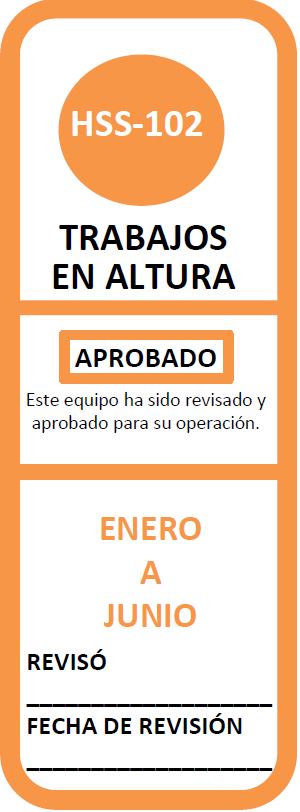 HSS-102
TRABAJOS
EN ALTURA
APROBADO
Este equipo ha sido revisado y
aprobado para su operación.
ENERO
A
JUNIO
REVISÓ
FECHA DE REVISIÓN